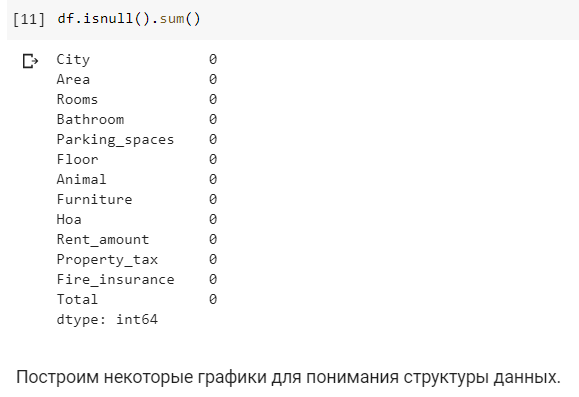 [11] df.isnull().sum()
City 0
Area 0
Rooms 0
Bathroom 0
Parking_spaces 0
Floor 0
Animal 0
Furniture 0
Hoa 0
Rent_amount 0
Property_tax 0
Fire_insurance 0
Total 0
dtype: int64
Построим некоторые графики для понимания структуры данных.